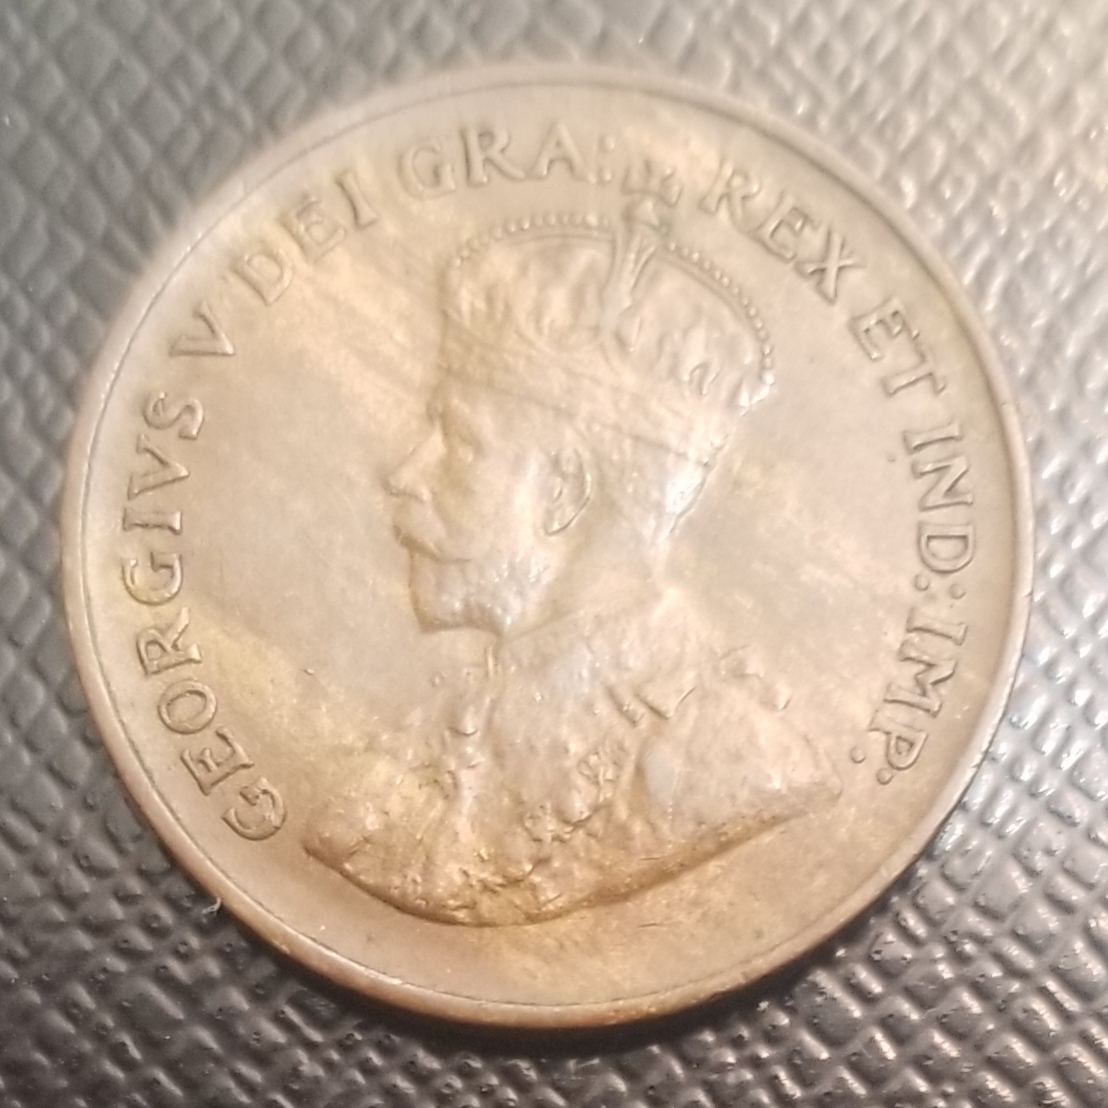 GEORGIVS V DEI GRA: REX ET IND: IMP: